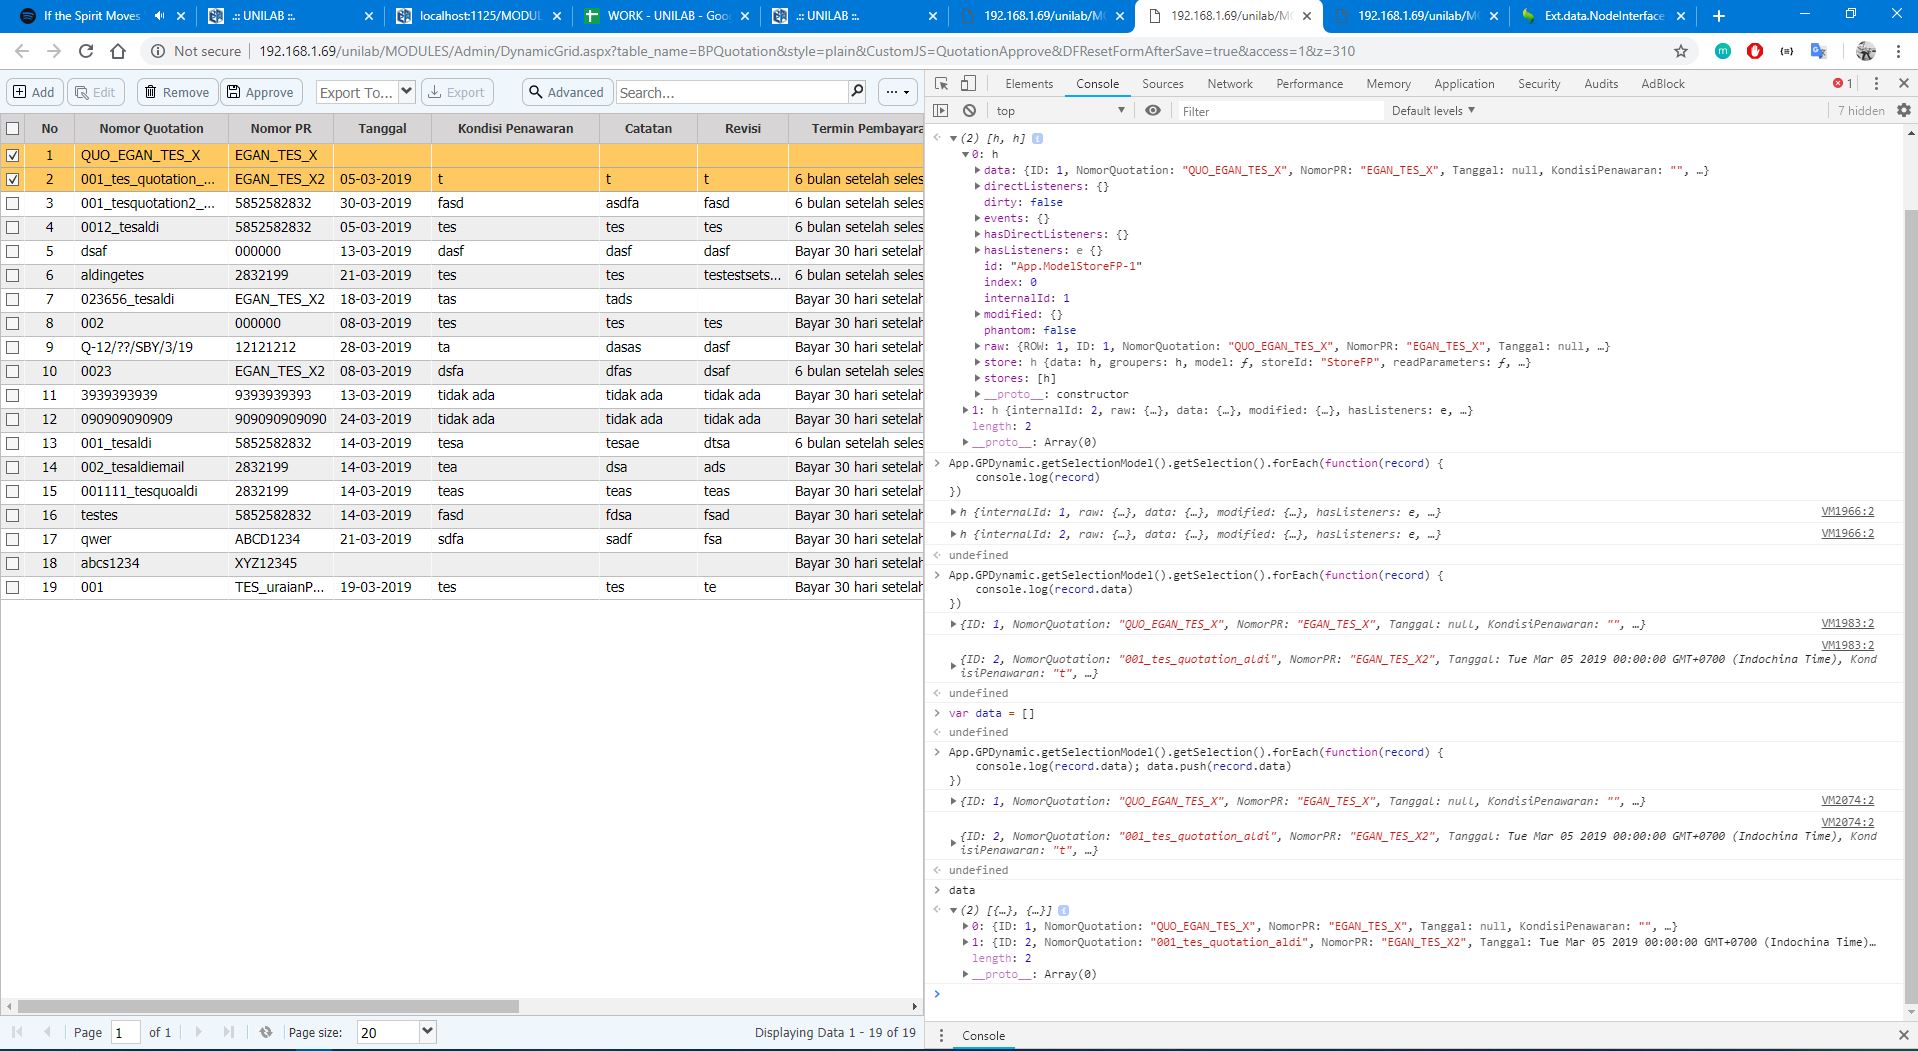 If the Spirit Moves
.:: UNILAB ::.
localhost:1125/MODUL
WORK - UNILAB - Goo
.:: UNILAB ::.
192.168.1.69/unilab/MO
192.168.1.69/unilab/MO
192.168.1.69/unilab/MO
Ext.data.NodeInterface
Not secure 192.168.1.69/unilab/MODULES/Admin/DynamicGrid.aspx?table_name=BPQuotation&style=plain&CustomJS=QuotationApprove&DFResetFormAfterSave=true&access=1&z=310
Add Edit Remove Approve Export To... Export Advanced Search... ...
No Nomor Quotation Nomor PR Tanggal Kondisi Penawaran Catatan Revisi Termin Pembayara
1 QUO_EGAN_TES_X EGAN_TES_X
2 001_tes_quotation_... EGAN_TES_X2 05-03-2019 t t t 6 bulan setelah seles
3 001_tesquotation2_... 5852582832 30-03-2019 fasd asdfa fasd 6 bulan setelah seles
4 0012_tesaldi 5852582832 05-03-2019 tes tes tes 6 bulan setelah seles
5 dsaf 000000 13-03-2019 dasf dasf dasf Bayar 30 hari setelah
6 aldingetes 2832199 21-03-2019 tes tes testestsets... 6 bulan setelah seles
7 023656_tesaldi EGAN_TES_X2 18-03-2019 tas tads Bayar 30 hari setelah
8 002 000000 08-03-2019 tes tes tes Bayar 30 hari setelah
9 Q-12/??/SBY/3/19 12121212 28-03-2019 ta dasas dasf Bayar 30 hari setelah
10 0023 EGAN_TES_X2 08-03-2019 dsfa dfas dsaf 6 bulan setelah seles
11 3939393939 9393939393 13-03-2019 tidak ada tidak ada tidak ada Bayar 30 hari setelah
12 090909090909 909090909090 24-03-2019 tidak ada tidak ada tidak ada Bayar 30 hari setelah
13 001_tesaldi 5852582832 14-03-2019 tesa tesae dtsa 6 bulan setelah seles
14 002_tesaldiemail 2832199 14-03-2019 tea dsa ads Bayar 30 hari setelah
15 001111_tesquoaldi 2832199 14-03-2019 teas teas teas Bayar 30 hari setelah
16 testes 5852582832 14-03-2019 fasd fdsa fsad Bayar 30 hari setelah
17 qwer ABCD1234 21-03-2019 sdfa sadf fsa Bayar 30 hari setelah
18 abcs1234 XYZ12345 Bayar 30 hari setelah
19 001 TES_uraianP... 19-03-2019 tes tes te Bayar 30 hari setelah
Page 1 of 1 Page size: 20 Displaying Data 1 - 19 of 19
Elements Console Sources Network Performance Memory Application Security Audits AdBlock 1
top Filter Default levels 7 hidden
(2) [h, h]
0: h
data: {ID: 1, NomorQuotation: "QUO_EGAN_TES_X", NomorPR: "EGAN_TES_X", Tanggal: null, KondisiPenawaran: "", …}
directListeners: {}
dirty: false
events: {}
hasDirectListeners: {}
hasListeners: e {}
id: "App.ModelStoreFP-1"
index: 0
internalId: 1
modified: {}
phantom: false
raw: {ROW: 1, ID: 1, NomorQuotation: "QUO_EGAN_TES_X", NomorPR: "EGAN_TES_X", Tanggal: null, …}
store: h {data: h, groupers: h, model: ƒ, storeId: "StoreFP", readParameters: ƒ, …}
stores: [h]
__proto__: constructor
1: h {internalId: 2, raw: {…}, data: {…}, modified: {…}, hasListeners: e, …}
length: 2
__proto__: Array(0)
App.GPDynamic.getSelectionModel().getSelection().forEach(function(record) {
console.log(record)
})
h {internalId: 1, raw: {…}, data: {…}, modified: {…}, hasListeners: e, …} VM1966:2
h {internalId: 2, raw: {…}, data: {…}, modified: {…}, hasListeners: e, …} VM1966:2
undefined
App.GPDynamic.getSelectionModel().getSelection().forEach(function(record) {
console.log(record.data)
})
{ID: 1, NomorQuotation: "QUO_EGAN_TES_X", NomorPR: "EGAN_TES_X", Tanggal: null, KondisiPenawaran: "", …} VM1983:2
VM1983:2
{ID: 2, NomorQuotation: "001_tes_quotation_aldi", NomorPR: "EGAN_TES_X2", Tanggal: Tue Mar 05 2019 00:00:00 GMT+0700 (Indochina Time), Kond
isiPenawaran: "t", …}
undefined
var data = []
undefined
App.GPDynamic.getSelectionModel().getSelection().forEach(function(record) {
console.log(record.data); data.push(record.data)
})
{ID: 1, NomorQuotation: "QUO_EGAN_TES_X", NomorPR: "EGAN_TES_X", Tanggal: null, KondisiPenawaran: "", …} VM2074:2
VM2074:2
{ID: 2, NomorQuotation: "001_tes_quotation_aldi", NomorPR: "EGAN_TES_X2", Tanggal: Tue Mar 05 2019 00:00:00 GMT+0700 (Indochina Time), Kond
isiPenawaran: "t", …}
undefined
data
(2) [{…}, {…}]
0: {ID: 1, NomorQuotation: "QUO_EGAN_TES_X", NomorPR: "EGAN_TES_X", Tanggal: null, KondisiPenawaran: "", …}
1: {ID: 2, NomorQuotation: "001_tes_quotation_aldi", NomorPR: "EGAN_TES_X2", Tanggal: Tue Mar 05 2019 00:00:00 GMT+0700 (Indochina Time)…
length: 2
__proto__: Array(0)
Console